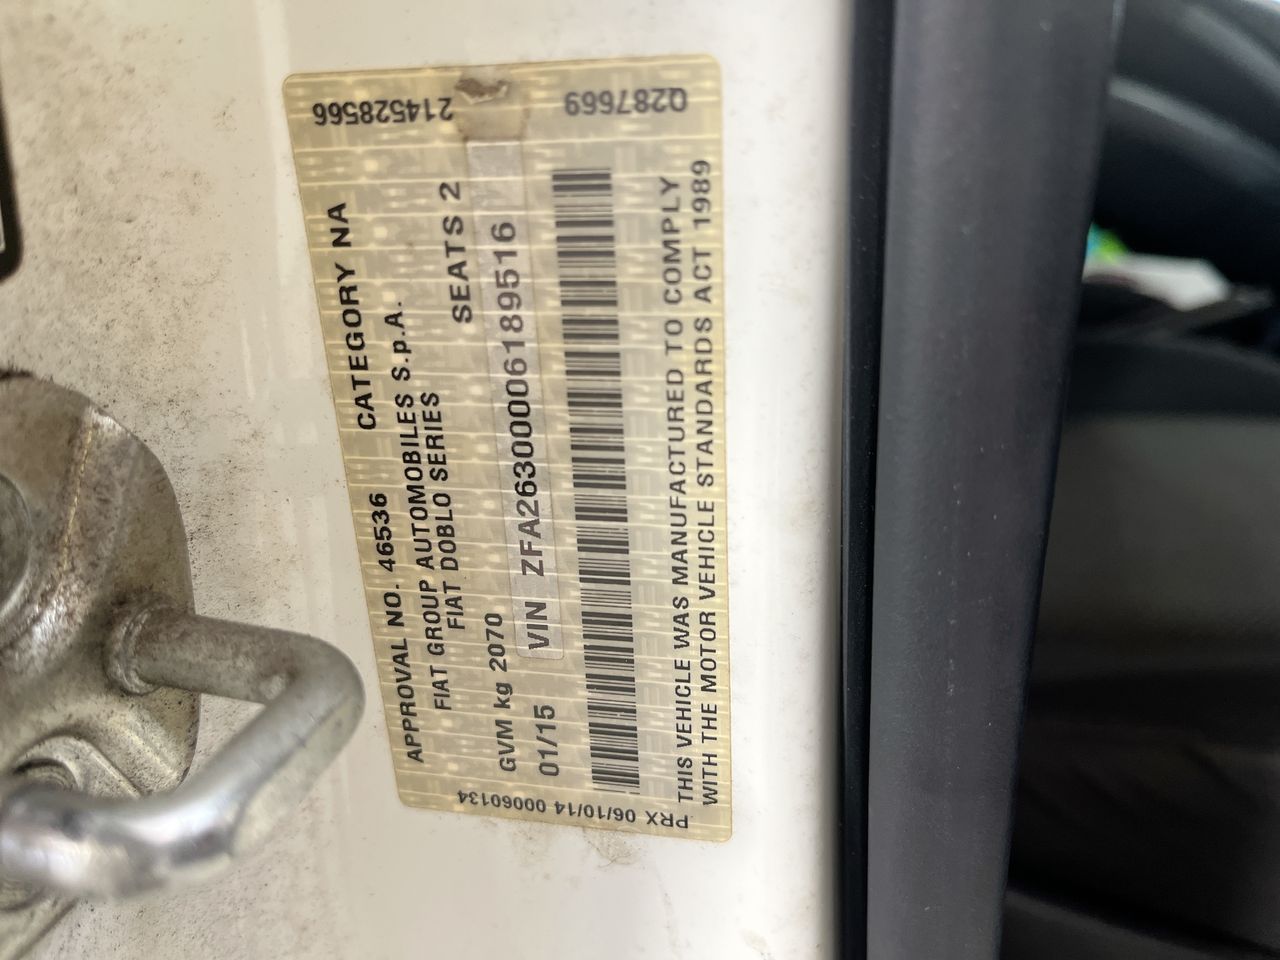 APPROVAL NO. 46536 CATEGORY NA
FIAT GROUP AUTOMOBILES S.p.A.
FIAT DOBLO SERIES
SEATS 2
GVM kg 2070
VIN ZFA26300006189516
01/15
THIS VEHICLE WAS MANUFACTURED TO COMPLY
WITH THE MOTOR VEHICLE STANDARDS ACT 1989
PRX 06/10/14 00060134
Q287669
214528566